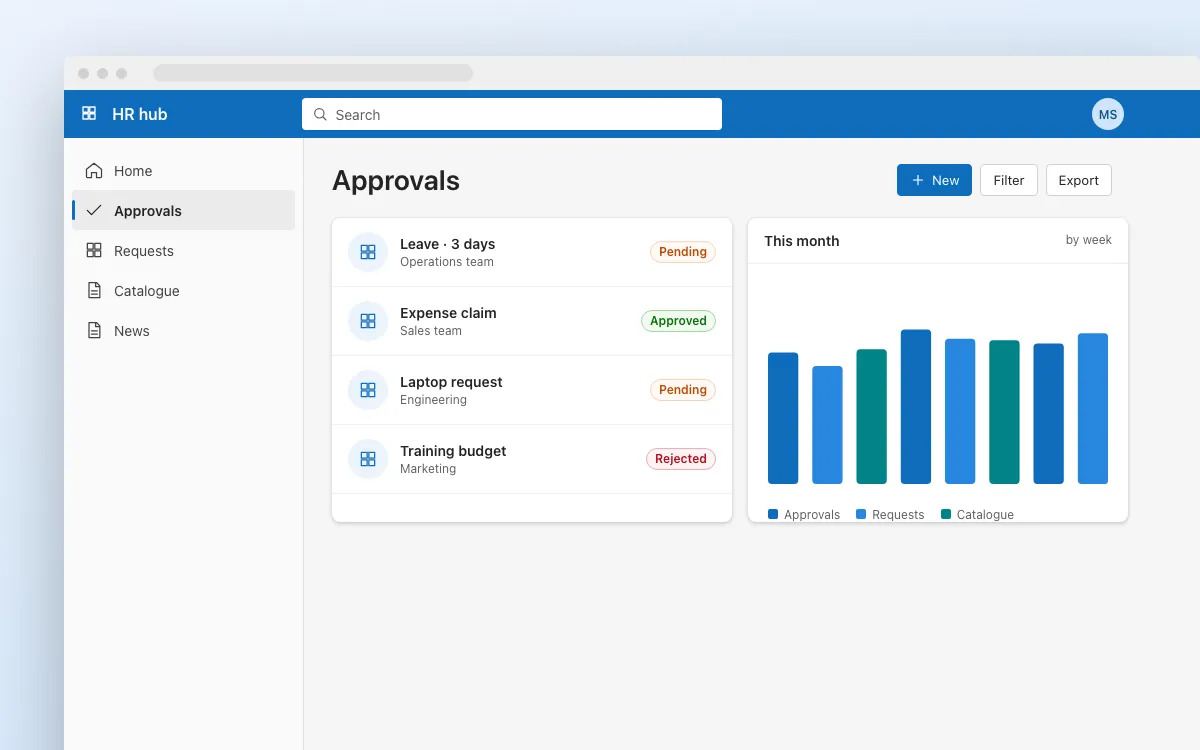 HR hub
Search
MS
Home
Approvals
Requests
Catalogue
News
Approvals
New
Filter
Export
Leave · 3 days
Operations team
Pending
Expense claim
Sales team
Approved
Laptop request
Engineering
Pending
Training budget
Marketing
Rejected
This month
by week
Approvals
Requests
Catalogue